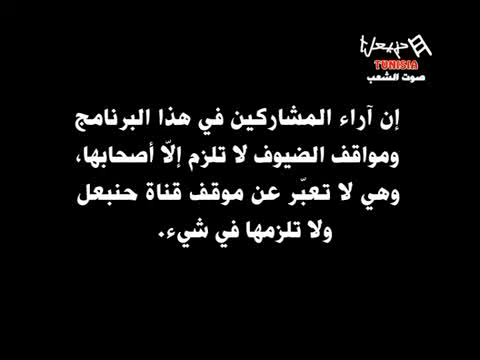 حنبعل
TUNISIA
صوت الشعب
إن آراء المشاركين في هذا البرنامج
ومواقف الضيوف لا تلزم إلّا أصحابها،
وهي لا تعبّر عن موقف قناة حنبعل
ولا تلزمها في شيء.